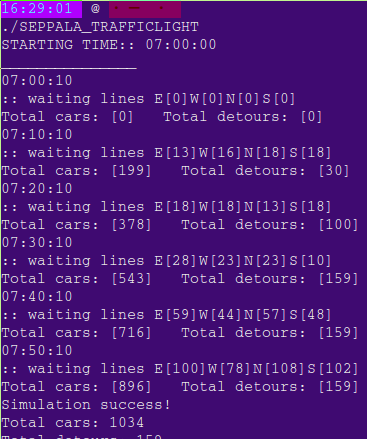 16:29:01 @
./SEPPALA_TRAFFICLIGHT
STARTING TIME:: 07:00:00
_______________
07:00:10
:: waiting lines E[0]W[0]N[0]S[0]
Total cars: [0]   Total detours: [0]
07:10:10
:: waiting lines E[13]W[16]N[18]S[18]
Total cars: [199]   Total detours: [30]
07:20:10
:: waiting lines E[18]W[18]N[13]S[18]
Total cars: [378]   Total detours: [100]
07:30:10
:: waiting lines E[28]W[23]N[23]S[10]
Total cars: [543]   Total detours: [159]
07:40:10
:: waiting lines E[59]W[44]N[57]S[48]
Total cars: [716]   Total detours: [159]
07:50:10
:: waiting lines E[100]W[78]N[108]S[102]
Total cars: [896]   Total detours: [159]
Simulation success!
Total cars: 1034
Total detours: 159